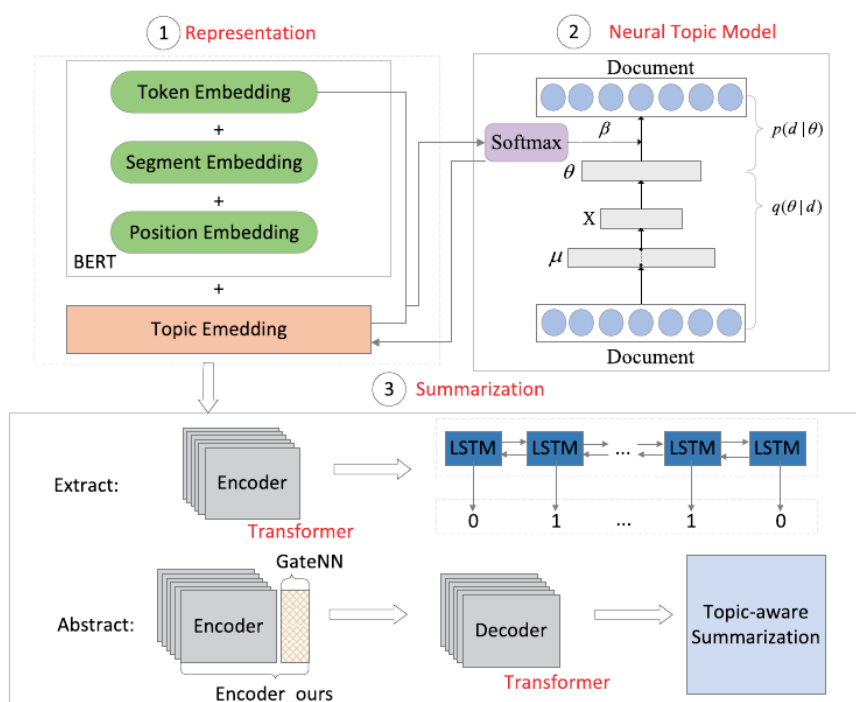 1 Representation
Token Embedding
+
Segment Embedding
+
Position Embedding
BERT
+
Topic Emedding
2 Neural Topic Model
Document
β
p(d|θ)
Softmax
θ
q(θ|d)
X
μ
Document
3 Summarization
Extract:
Encoder
Transformer
LSTM LSTM ... LSTM LSTM
0 1 ... 1 0
Abstract:
GateNN
Encoder
Encoder_ours
Decoder
Transformer
Topic-aware
Summarization